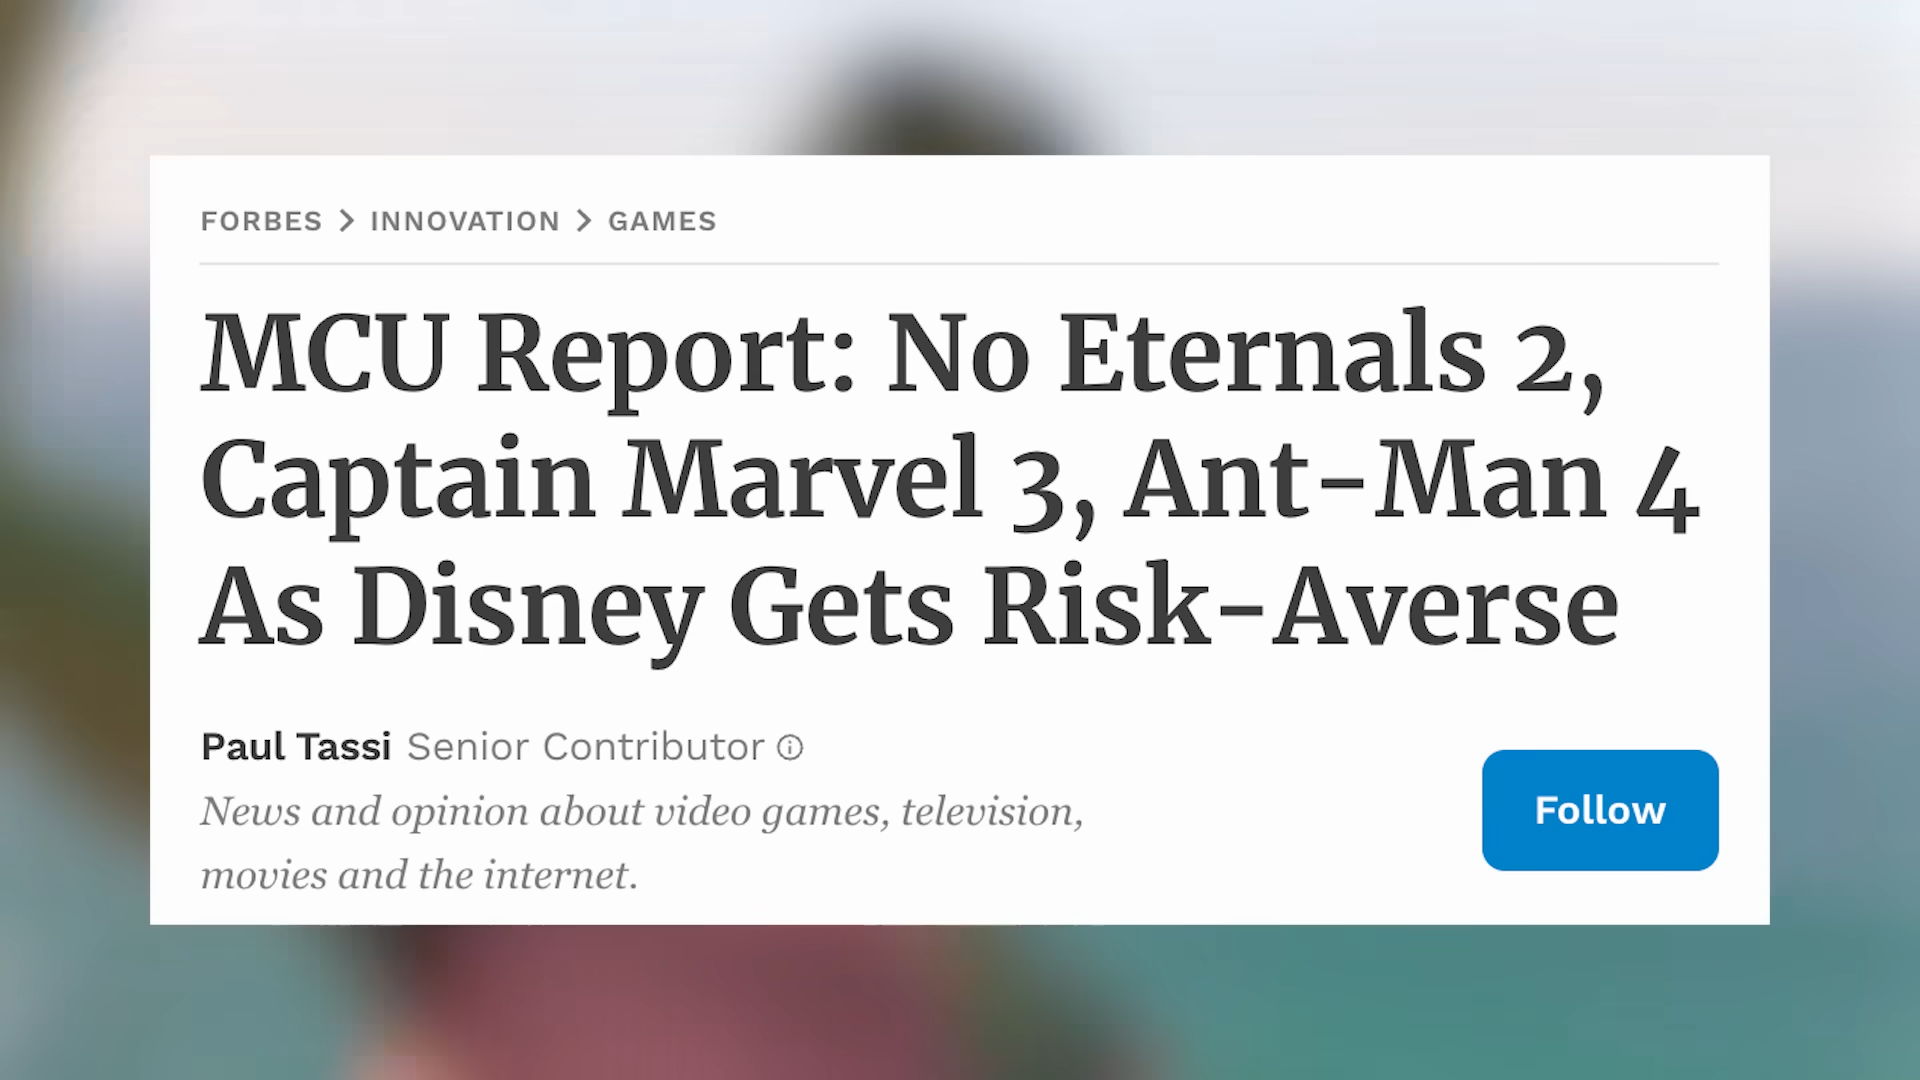 FORBES > INNOVATION > GAMES
MCU Report: No Eternals 2,
Captain Marvel 3, Ant-Man 4
As Disney Gets Risk-Averse
Paul Tassi Senior Contributor
News and opinion about video games, television,
movies and the internet.
Follow